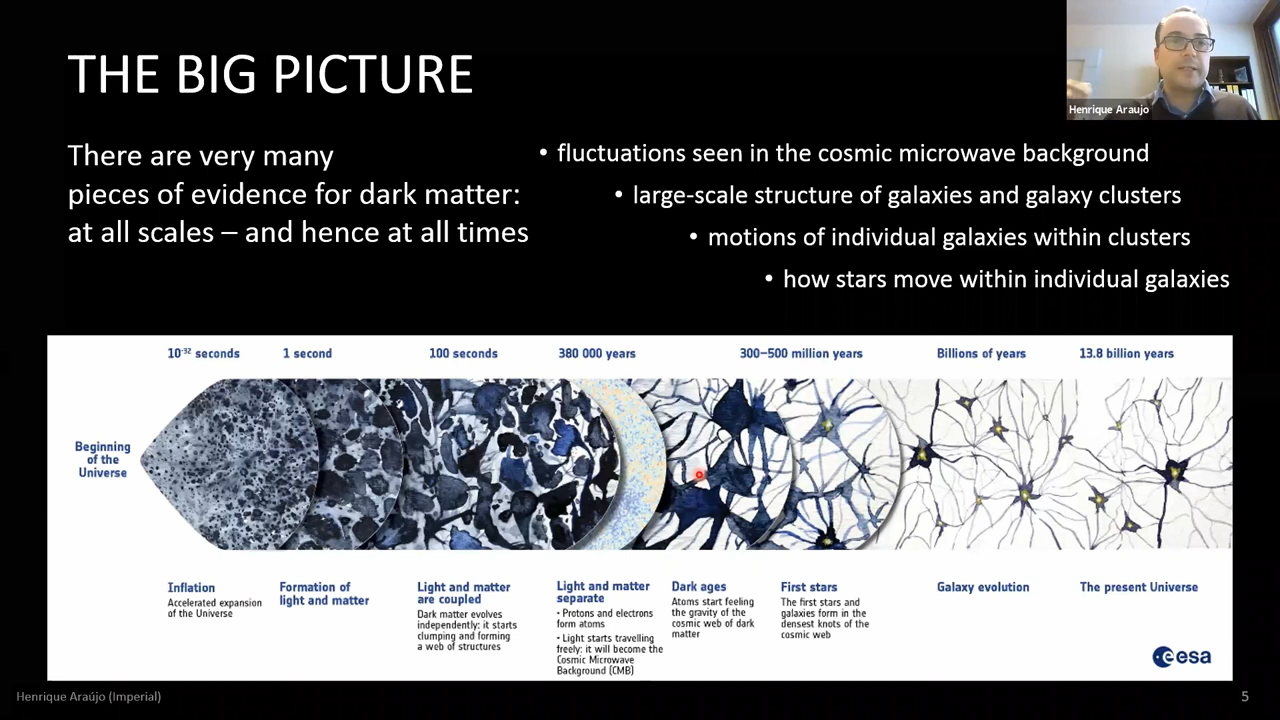 THE BIG PICTURE
Henrique Araujo
There are very many
pieces of evidence for dark matter:
at all scales – and hence at all times
• fluctuations seen in the cosmic microwave background
• large-scale structure of galaxies and galaxy clusters
• motions of individual galaxies within clusters
• how stars move within individual galaxies
10⁻³² seconds
1 second
100 seconds
380 000 years
300–500 million years
Billions of years
13.8 billion years
Beginning
of the
Universe
Inflation
Accelerated expansion
of the Universe
Formation of
light and matter
Light and matter
are coupled
Dark matter evolves
independently: it starts
clumping and forming
a web of structures
Light and matter
separate
• Protons and electrons
form atoms
• Light starts travelling
freely: it will become the
Cosmic Microwave
Background (CMB)
Dark ages
Atoms start feeling
the gravity of the
cosmic web of dark
matter
First stars
The first stars and
galaxies form in the
densest knots of the
cosmic web
Galaxy evolution
The present Universe
esa
Henrique Araújo (Imperial)
5